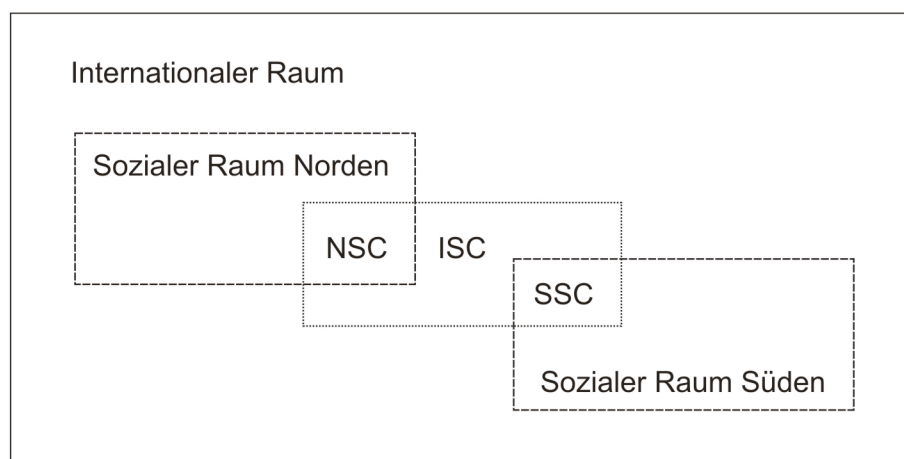 Internationaler Raum
Sozialer Raum Norden
NSC
ISC
SSC
Sozialer Raum Süden